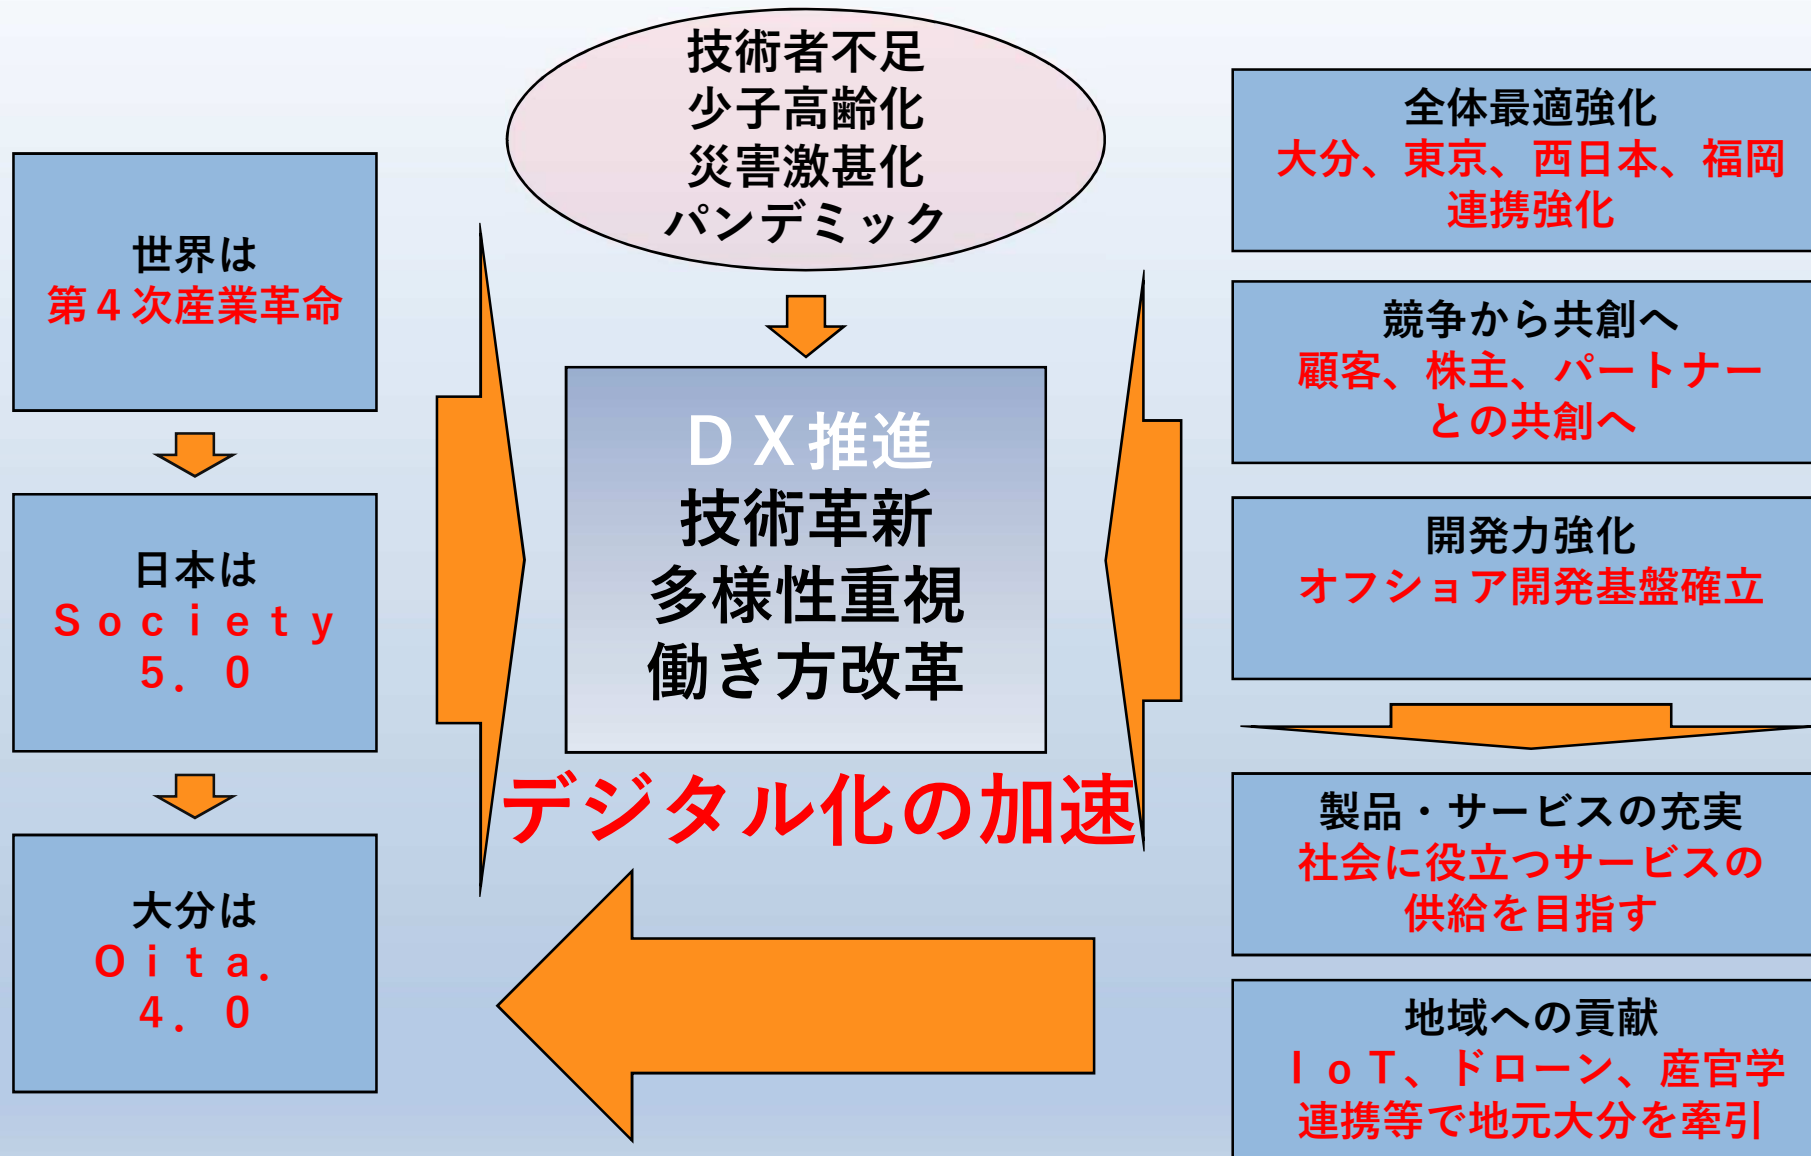 技術者不足
少子高齢化
災害激甚化
パンデミック
世界は
第４次産業革命
日本は
Ｓｏｃｉｅｔｙ
５．０
大分は
Ｏｉｔａ．
４．０
ＤＸ推進
技術革新
多様性重視
働き方改革
デジタル化の加速
全体最適強化
大分、東京、西日本、福岡
連携強化
競争から共創へ
顧客、株主、パートナー
との共創へ
開発力強化
オフショア開発基盤確立
製品・サービスの充実
社会に役立つサービスの
供給を目指す
地域への貢献
ＩｏＴ、ドローン、産官学
連携等で地元大分を牽引